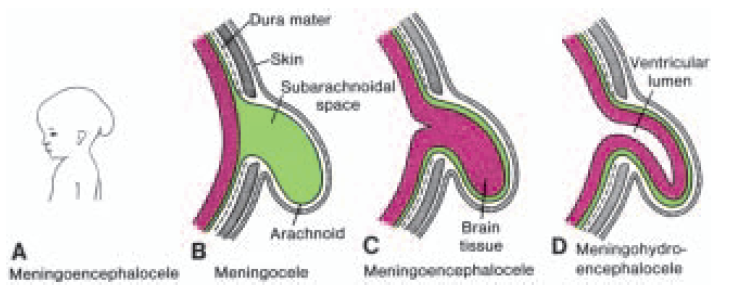 Dura mater
Skin
Subarachnoidal
space
Arachnoid
Ventricular
lumen
Brain
tissue
A
Meningoencephalocele
B
Meningocele
C
Meningoencephalocele
D
Meningohydro-
encephalocele